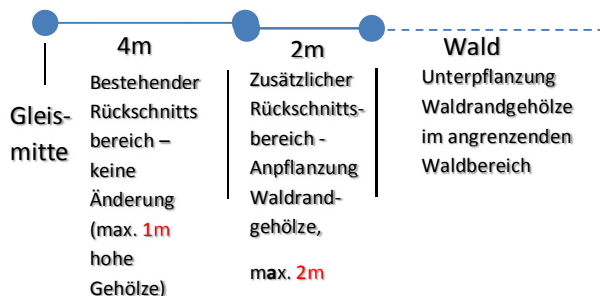 4m
2m
Wald
Gleis-
mitte
Bestehender
Rückschnitts
bereich –
keine
Änderung
(max. 1m
hohe
Gehölze)
Zusätzlicher
Rückschnitts-
bereich -
Anpflanzung
Waldrand-
gehölze,
max. 2m
Unterpflanzung
Waldrandgehölze
im angrenzenden
Waldbereich